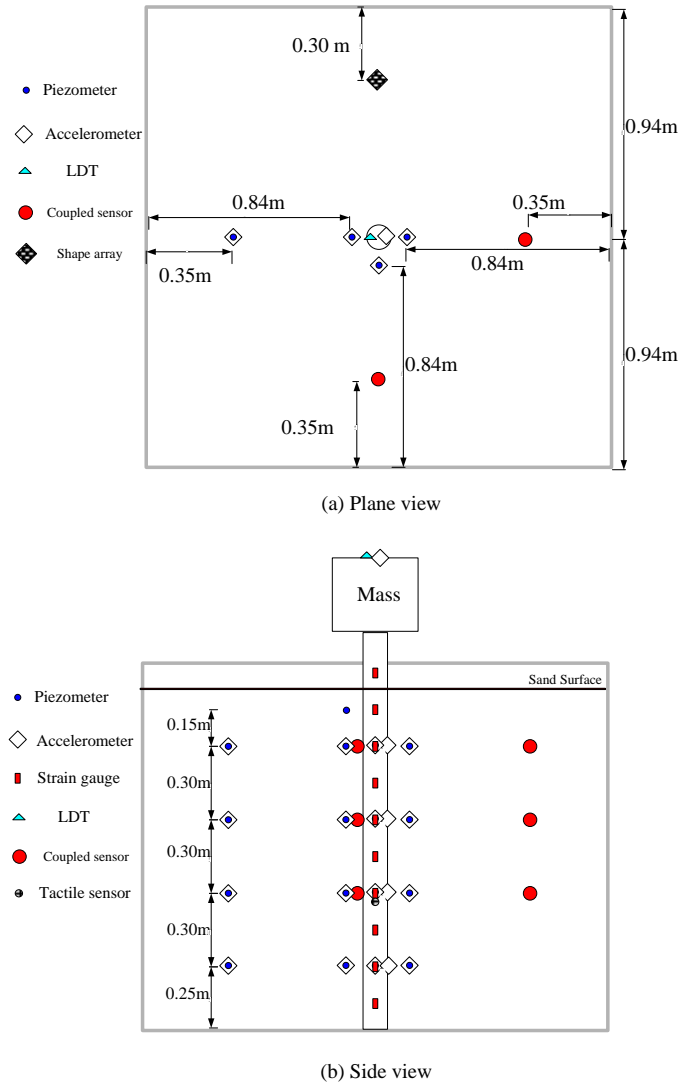 0.30 m
Piezometer
Accelerometer
LDT
Coupled sensor
Shape array
0.94m
0.84m
0.35m
0.35m
0.84m
0.84m
0.94m
0.35m
(a) Plane view
Mass
Sand Surface
Piezometer
Accelerometer
Strain gauge
LDT
Coupled sensor
Tactile sensor
0.15m
0.30m
0.30m
0.30m
0.25m
(b) Side view